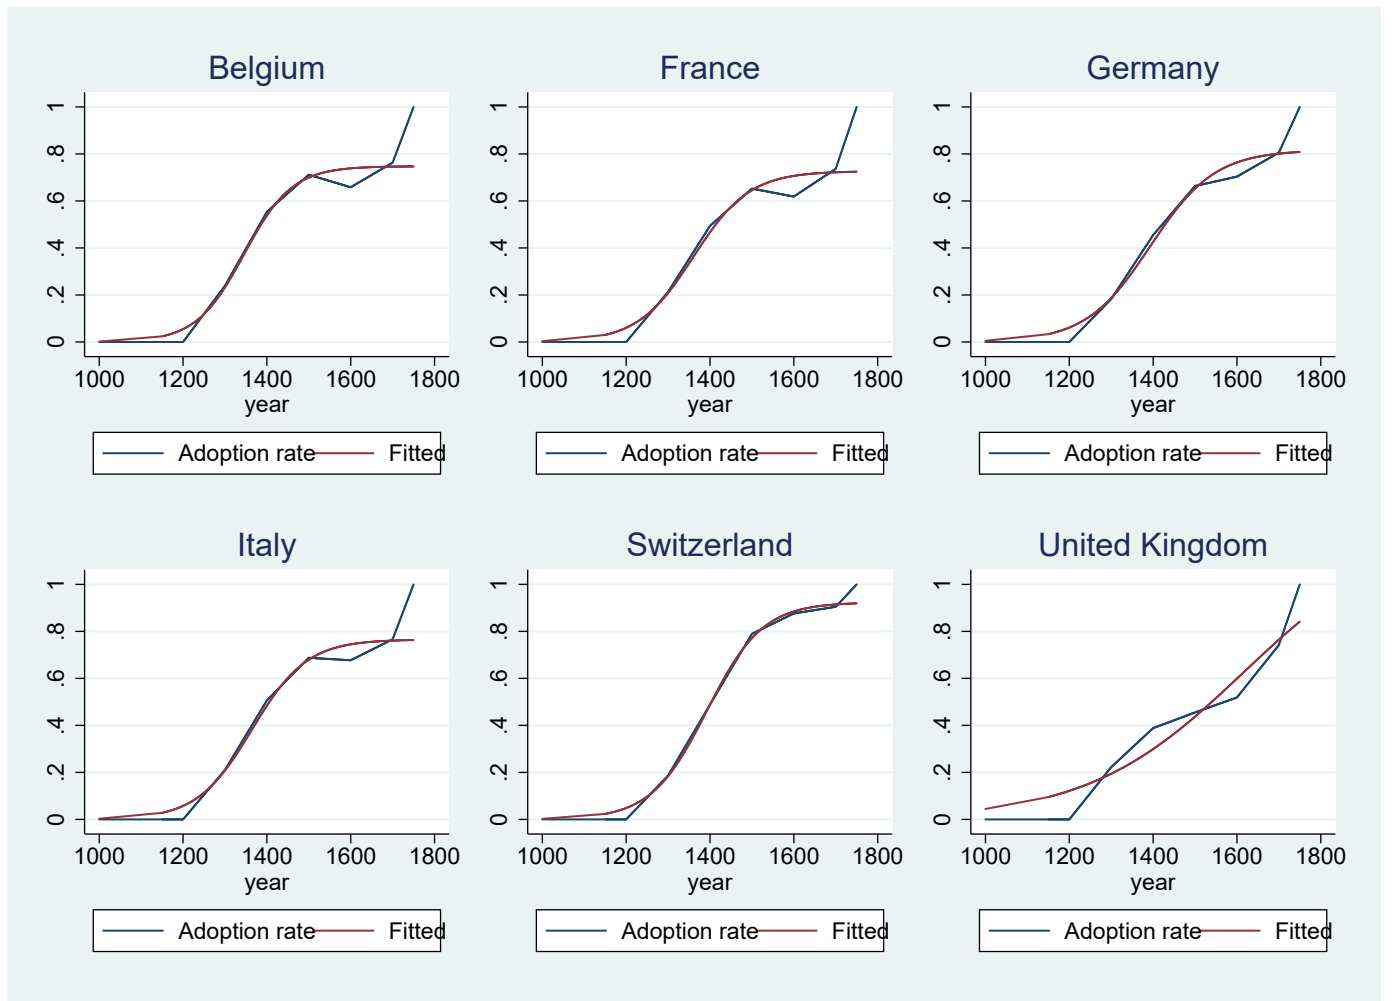 Belgium
0 .2 .4 .6 .8 1
1000 1200 1400 1600 1800
year
Adoption rate Fitted
France
0 .2 .4 .6 .8 1
1000 1200 1400 1600 1800
year
Adoption rate Fitted
Germany
0 .2 .4 .6 .8 1
1000 1200 1400 1600 1800
year
Adoption rate Fitted
Italy
0 .2 .4 .6 .8 1
1000 1200 1400 1600 1800
year
Adoption rate Fitted
Switzerland
0 .2 .4 .6 .8 1
1000 1200 1400 1600 1800
year
Adoption rate Fitted
United Kingdom
0 .2 .4 .6 .8 1
1000 1200 1400 1600 1800
year
Adoption rate Fitted